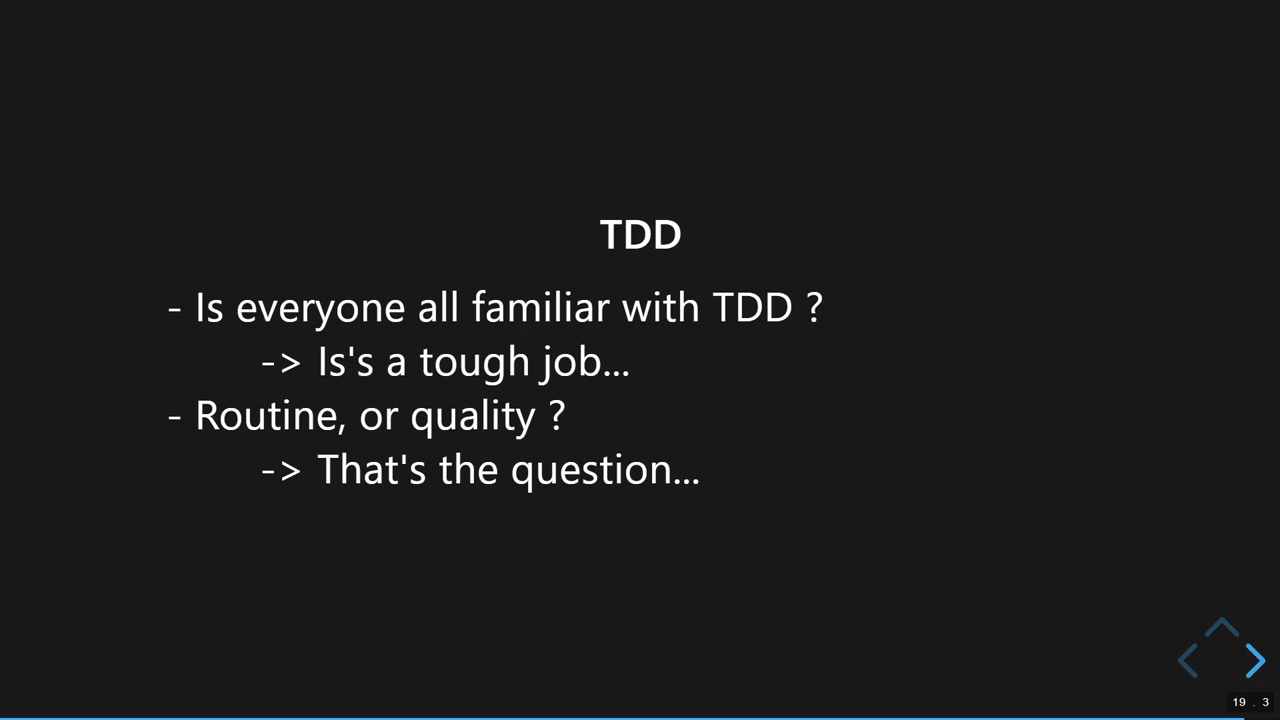 TDD
- Is everyone all familiar with TDD ?
-> Is's a tough job...
- Routine, or quality ?
-> That's the question...
19 . 3